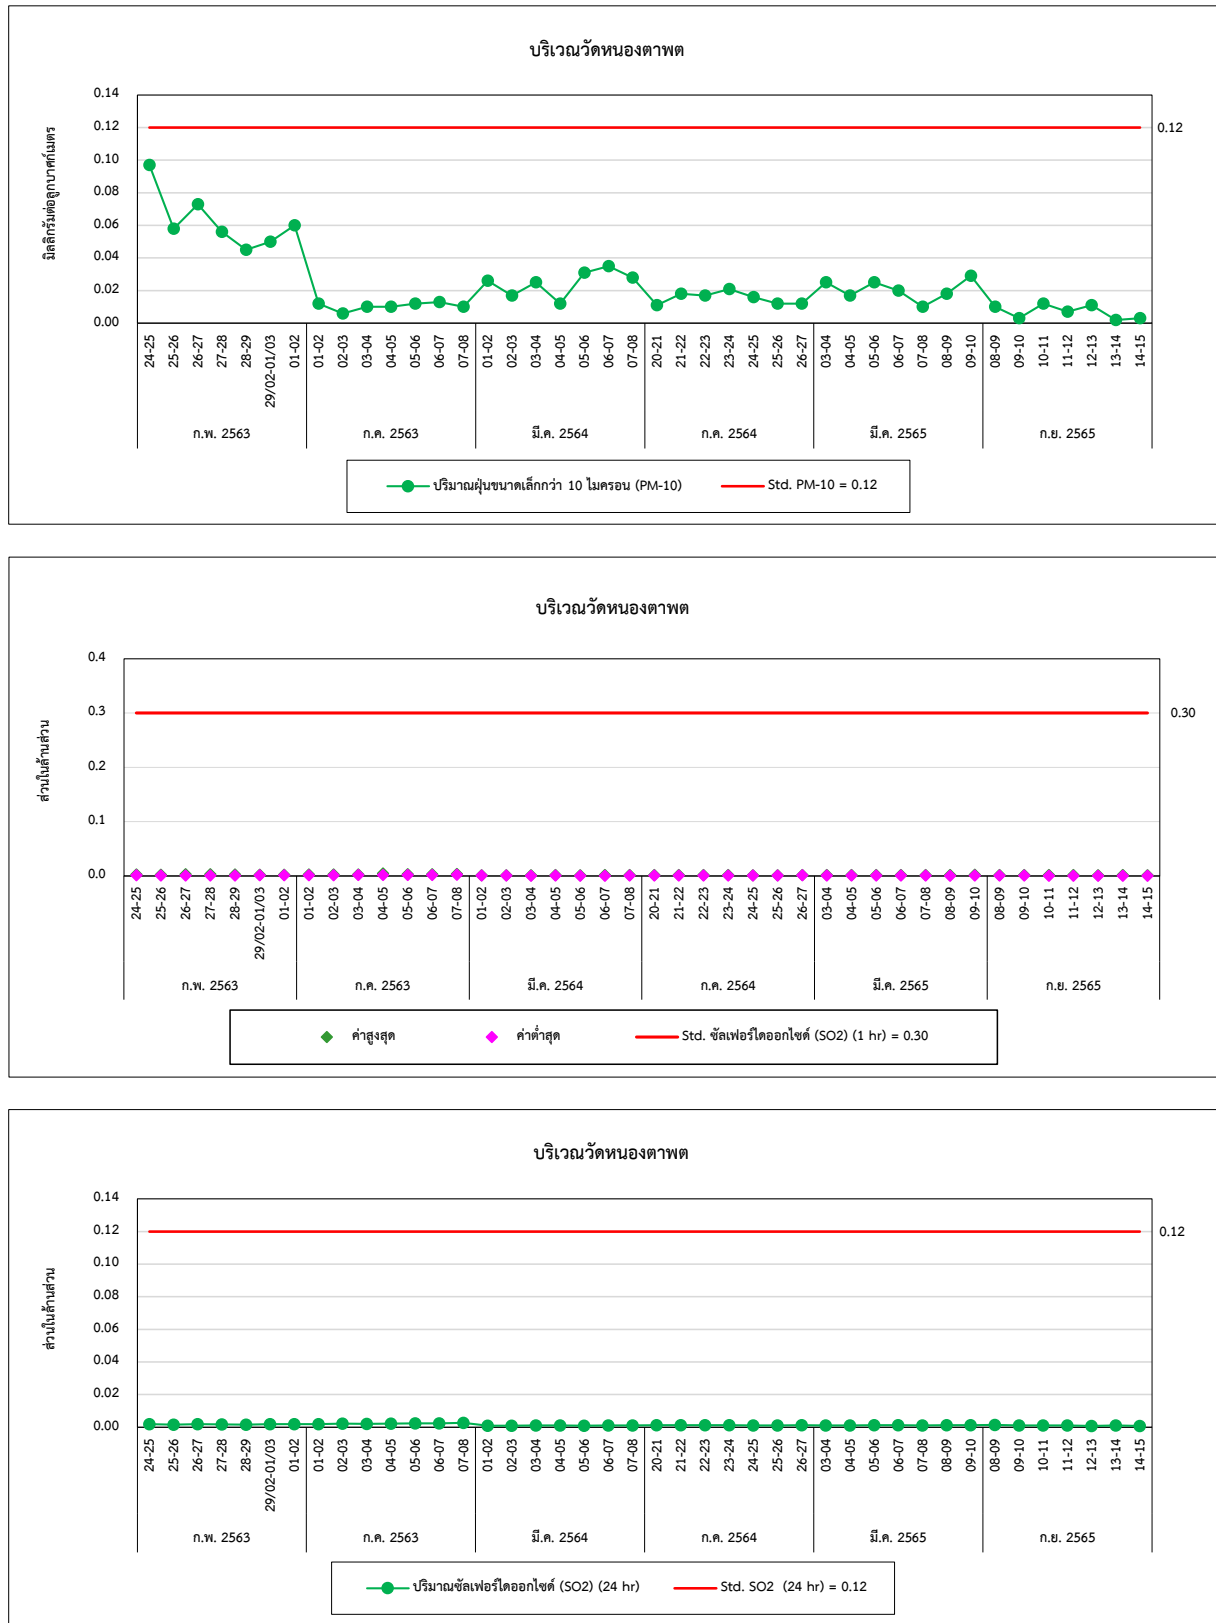 บริเวณวัดหนองตาพต
มิลลิกรัมต่อลูกบาศก์เมตร
0.14
0.12
0.10
0.08
0.06
0.04
0.02
0.00
0.12
24-25 25-26 26-27 27-28 28-29 29/02-01/03 01-02 01-02 02-03 03-04 04-05 05-06 06-07 07-08 01-02 02-03 03-04 04-05 05-06 06-07 07-08 20-21 21-22 22-23 23-24 24-25 25-26 26-27 03-04 04-05 05-06 06-07 07-08 08-09 09-10 08-09 09-10 10-11 11-12 12-13 13-14 14-15
ก.พ. 2563 ก.ค. 2563 มี.ค. 2564 ก.ค. 2564 มี.ค. 2565 ก.ย. 2565
ปริมาณฝุ่นขนาดเล็กกว่า 10 ไมครอน (PM-10) Std. PM-10 = 0.12
บริเวณวัดหนองตาพต
ส่วนในล้านส่วน
0.4
0.3
0.2
0.1
0.0
0.30
24-25 25-26 26-27 27-28 28-29 29/02-01/03 01-02 01-02 02-03 03-04 04-05 05-06 06-07 07-08 01-02 02-03 03-04 04-05 05-06 06-07 07-08 20-21 21-22 22-23 23-24 24-25 25-26 26-27 03-04 04-05 05-06 06-07 07-08 08-09 09-10 08-09 09-10 10-11 11-12 12-13 13-14 14-15
ก.พ. 2563 ก.ค. 2563 มี.ค. 2564 ก.ค. 2564 มี.ค. 2565 ก.ย. 2565
ค่าสูงสุด ค่าต่ำสุด Std. ซัลเฟอร์ไดออกไซด์ (SO2) (1 hr) = 0.30
บริเวณวัดหนองตาพต
ส่วนในล้านส่วน
0.14
0.12
0.10
0.08
0.06
0.04
0.02
0.00
0.12
24-25 25-26 26-27 27-28 28-29 29/02-01/03 01-02 01-02 02-03 03-04 04-05 05-06 06-07 07-08 01-02 02-03 03-04 04-05 05-06 06-07 07-08 20-21 21-22 22-23 23-24 24-25 25-26 26-27 03-04 04-05 05-06 06-07 07-08 08-09 09-10 08-09 09-10 10-11 11-12 12-13 13-14 14-15
ก.พ. 2563 ก.ค. 2563 มี.ค. 2564 ก.ค. 2564 มี.ค. 2565 ก.ย. 2565
ปริมาณซัลเฟอร์ไดออกไซด์ (SO2) (24 hr) Std. SO2 (24 hr) = 0.12